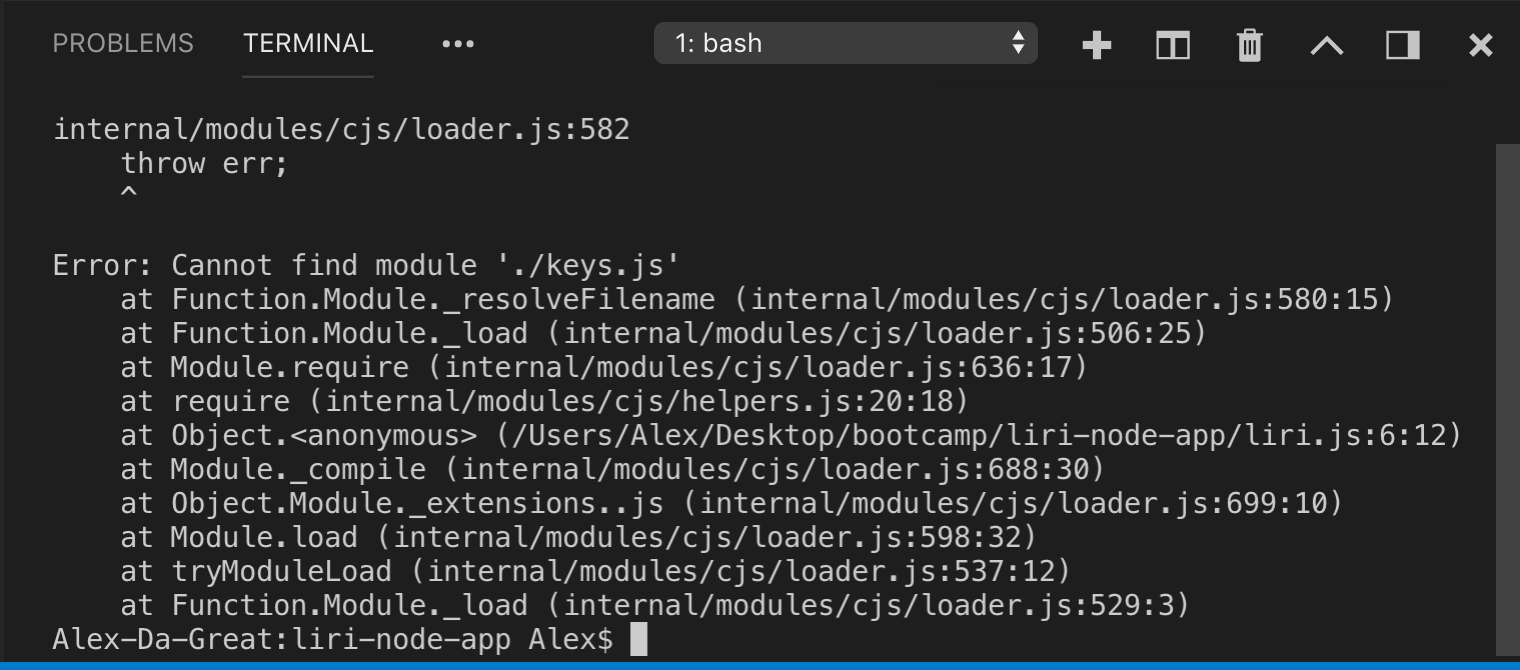 PROBLEMS TERMINAL ••• 1: bash
internal/modules/cjs/loader.js:582
    throw err;
    ^
Error: Cannot find module './keys.js'
    at Function.Module._resolveFilename (internal/modules/cjs/loader.js:580:15)
    at Function.Module._load (internal/modules/cjs/loader.js:506:25)
    at Module.require (internal/modules/cjs/loader.js:636:17)
    at require (internal/modules/cjs/helpers.js:20:18)
    at Object.<anonymous> (/Users/Alex/Desktop/bootcamp/liri-node-app/liri.js:6:12)
    at Module._compile (internal/modules/cjs/loader.js:688:30)
    at Object.Module._extensions..js (internal/modules/cjs/loader.js:699:10)
    at Module.load (internal/modules/cjs/loader.js:598:32)
    at tryModuleLoad (internal/modules/cjs/loader.js:537:12)
    at Function.Module._load (internal/modules/cjs/loader.js:529:3)
Alex-Da-Great:liri-node-app Alex$